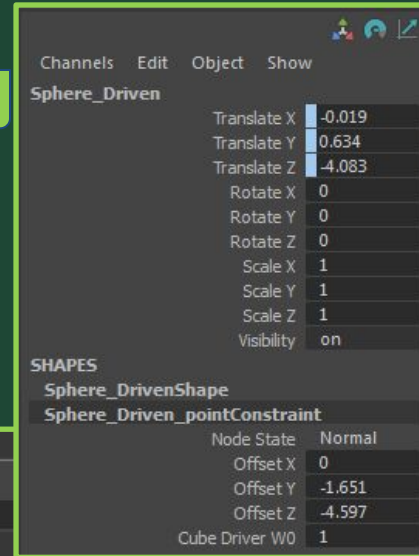 Channels Edit Object Show
Sphere_Driven
Translate X -0.019
Translate Y 0.634
Translate Z -4.083
Rotate X 0
Rotate Y 0
Rotate Z 0
Scale X 1
Scale Y 1
Scale Z 1
Visibility on
SHAPES
Sphere_DrivenShape
Sphere_Driven_pointConstraint
Node State Normal
Offset X 0
Offset Y -1.651
Offset Z -4.597
Cube Driver W0 1